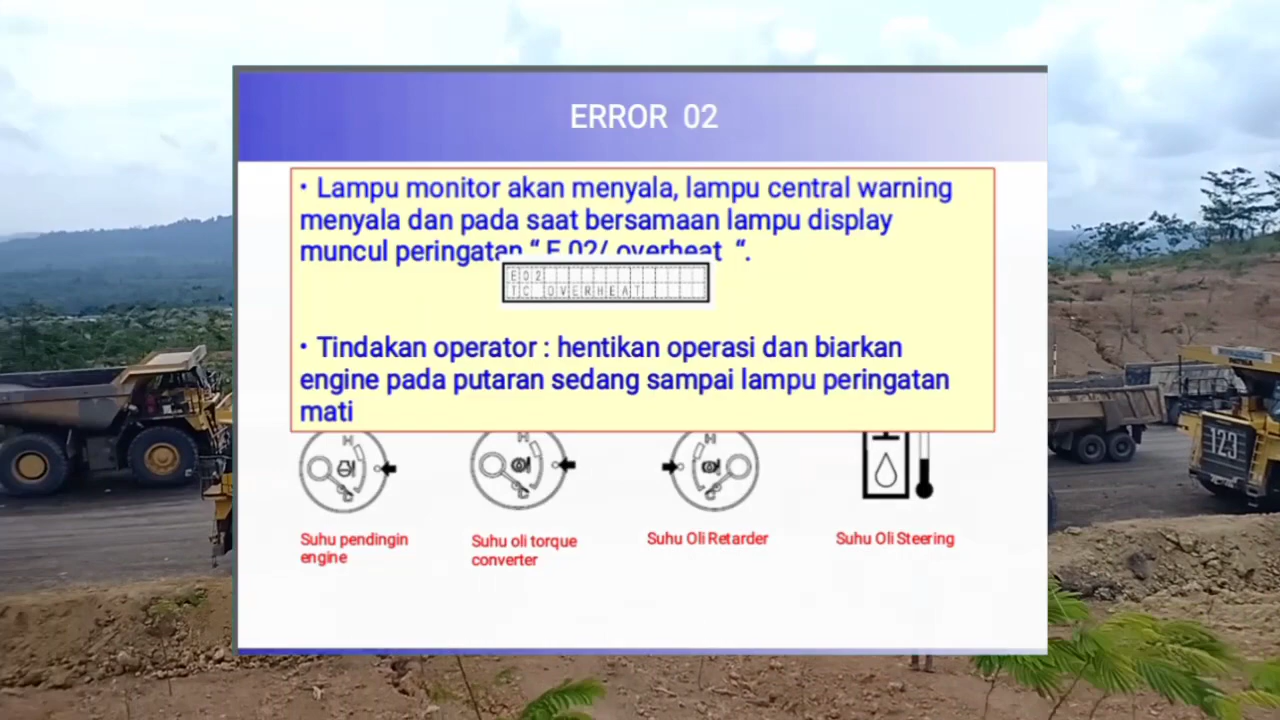 ERROR 02
• Lampu monitor akan menyala, lampu central warning
menyala dan pada saat bersamaan lampu display
muncul peringatan “ E 02/ overheat “.
E02
TC OVERHEAT
• Tindakan operator : hentikan operasi dan biarkan
engine pada putaran sedang sampai lampu peringatan
mati
H
H
H
C
C
C
Suhu pendingin
engine
Suhu oli torque
converter
Suhu Oli Retarder
Suhu Oli Steering
123